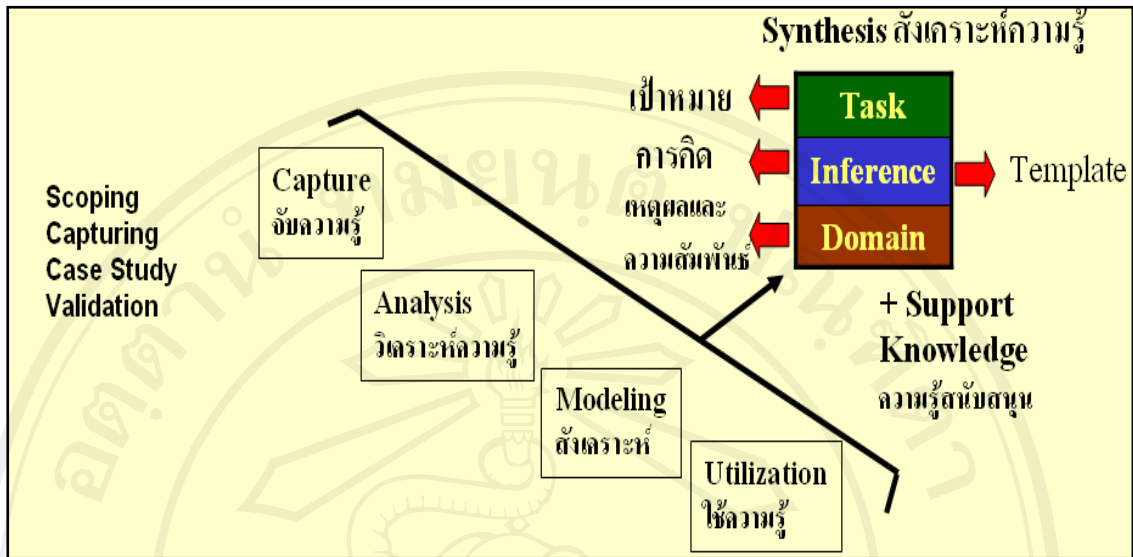 Synthesis สังเคราะห์ความรู้
เป้าหมาย
Task
การคิด
Inference
Template
เหตุผลและ
ความสัมพันธ์
Domain
+ Support
Knowledge
ความรู้สนับสนุน
Scoping
Capturing
Case Study
Validation
Capture
จับความรู้
Analysis
วิเคราะห์ความรู้
Modeling
สังเคราะห์
Utilization
ใช้ความรู้